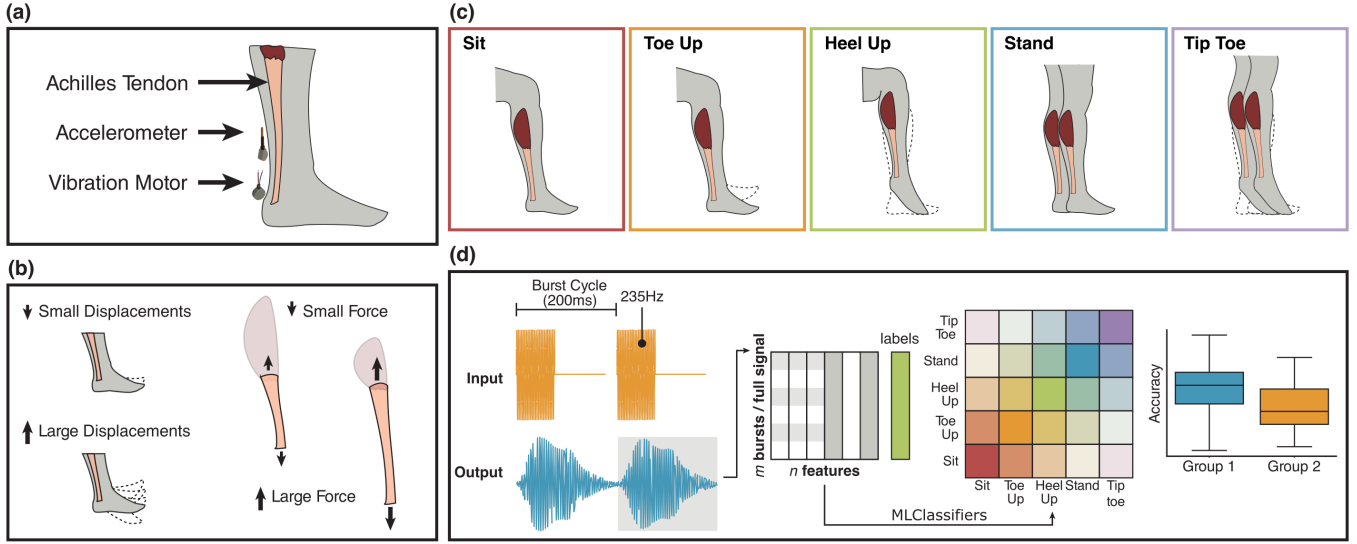 (a)
Achilles Tendon
Accelerometer
Vibration Motor
(b)
Small Displacements
Large Displacements
Small Force
Large Force
(c)
Sit
Toe Up
Heel Up
Stand
Tip Toe
(d)
Burst Cycle
(200ms)
235Hz
Input
Output
m bursts / full signal
n features
labels
MLClassifiers
Tip
Toe
Stand
Heel
Up
Toe
Up
Sit
Sit
Toe
Up
Heel
Up
Stand
Tip
toe
Accuracy
Group 1
Group 2